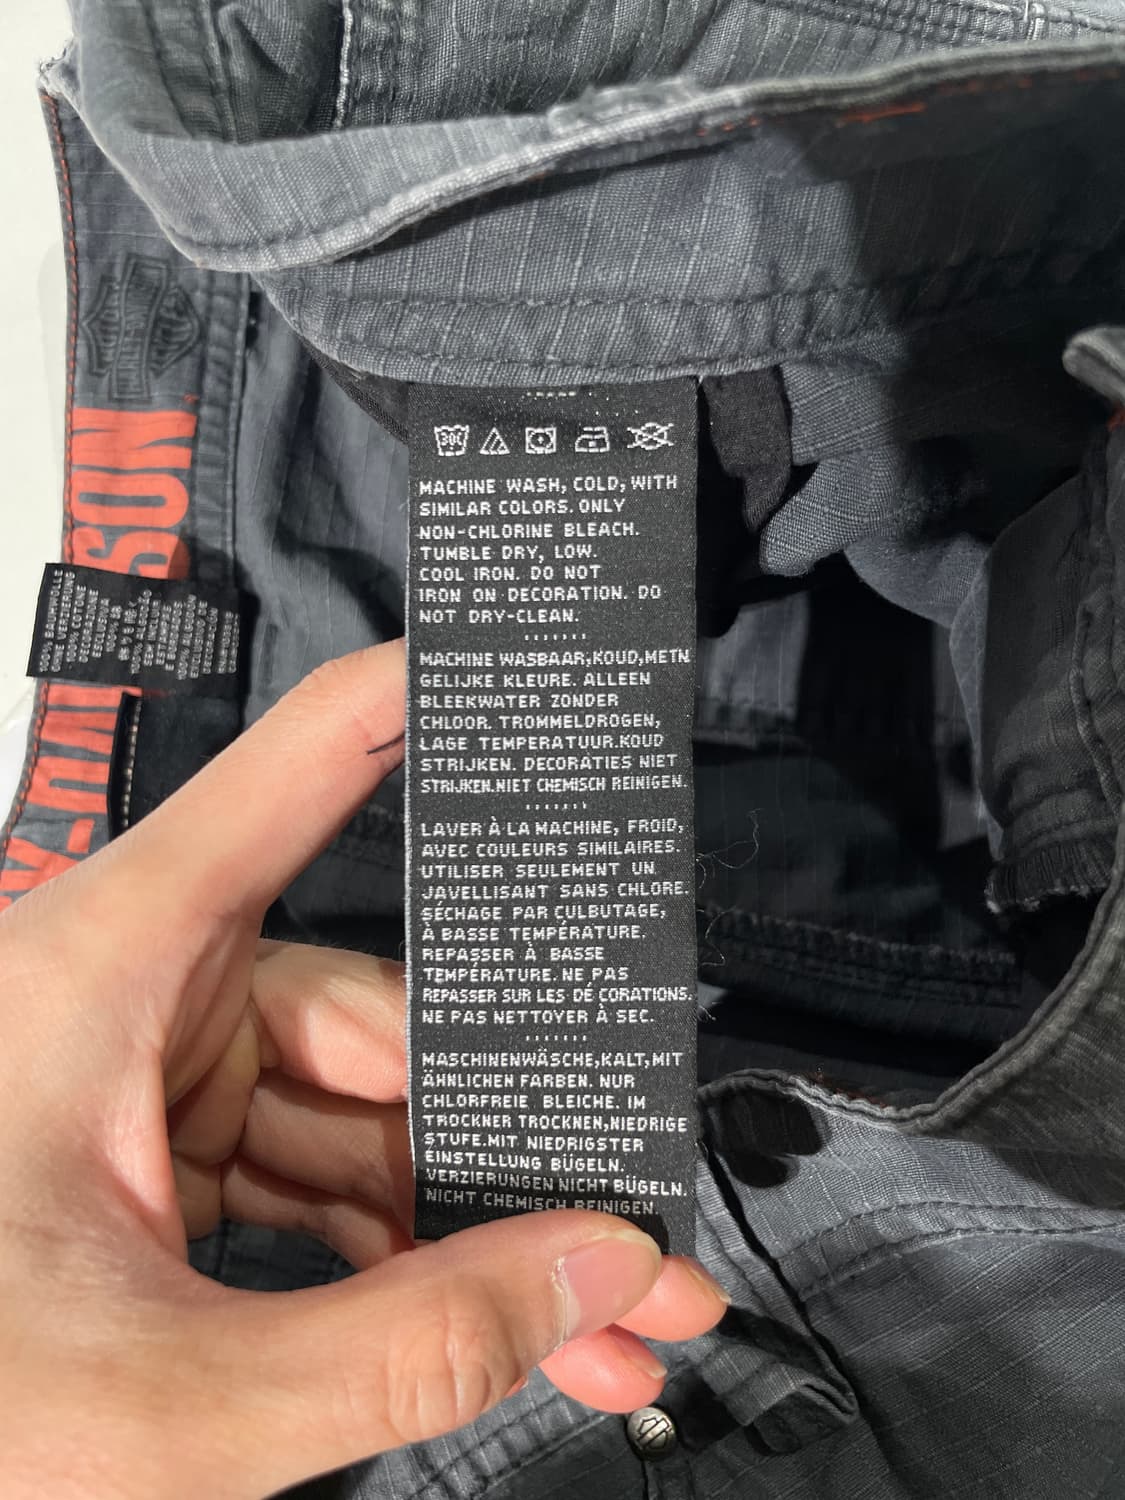 30C
MACHINE WASH, COLD, WITH
SIMILAR COLORS. ONLY
NON-CHLORINE BLEACH.
TUMBLE DRY, LOW.
COOL IRON. DO NOT
IRON ON DECORATION. DO
NOT DRY-CLEAN.
MACHINE WASBAAR,KOUD,METN
GELIJKE KLEURE. ALLEEN
BLEEKWATER ZONDER
CHLOOR. TROMMELDROGEN,
LAGE TEMPERATUUR.KOUD
STRIJKEN. DECORATIES NIET
STRIJKEN.NIET CHEMISCH REINIGEN.
LAVER À LA MACHINE, FROID,
AVEC COULEURS SIMILAIRES.
UTILISER SEULEMENT UN
JAVELLISANT SANS CHLORE.
SÉCHAGE PAR CULBUTAGE,
À BASSE TEMPÉRATURE.
REPASSER À BASSE
TEMPÉRATURE. NE PAS
REPASSER SUR LES DÉ CORATIONS.
NE PAS NETTOYER À SEC.
MASCHINENWÄSCHE,KALT,MIT
ÄHNLICHEN FARBEN. NUR
CHLORFREIE BLEICHE. IM
TROCKNER TROCKNEN,NIEDRIGE
STUFE.MIT NIEDRIGSTER
EINSTELLUNG BÜGELN.
VERZIERUNGEN NICHT BÜGELN.
NICHT CHEMISCH REINIGEN.